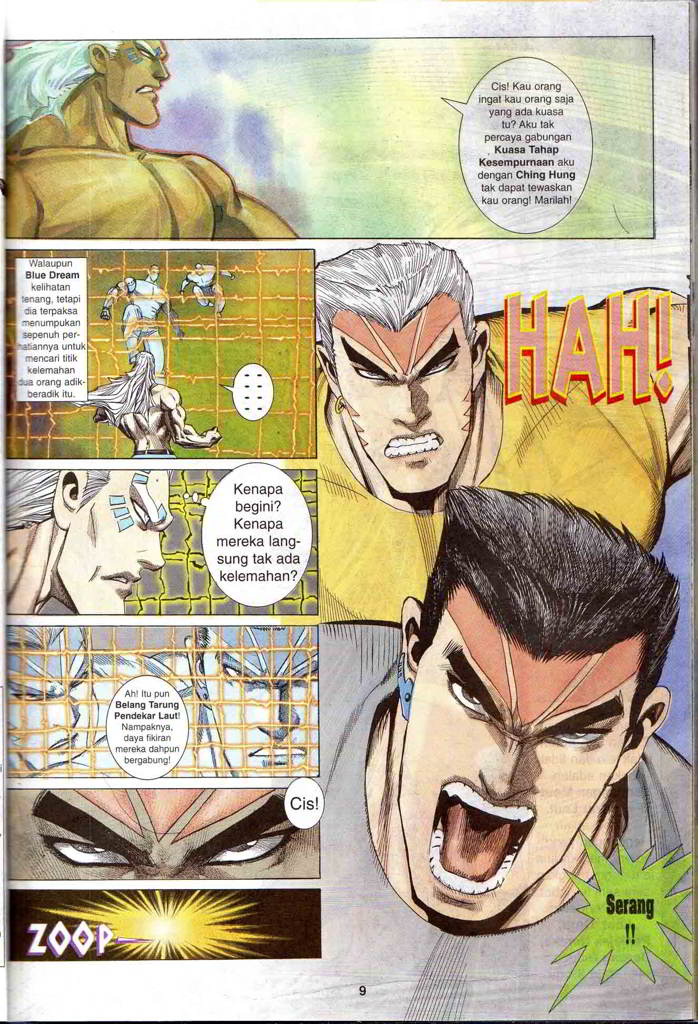 Cis! Kau orang
ingat kau orang saja
yang ada kuasa
tu? Aku tak
percaya gabungan
Kuasa Tahap
Kesempurnaan aku
dengan Ching Hung
tak dapat tewaskan
kau orang! Marilah!
Walaupun
Blue Dream
kelihatan
tenang, tetapi
dia terpaksa
menumpukan
sepenuh per-
hatiannya untuk
mencari titik
kelemahan
dua orang adik-
beradik itu.
HAH!
Kenapa
begini?
Kenapa
mereka lang-
sung tak ada
kelemahan?
Ah! Itu pun
Belang Tarung
Pendekar Laut!
Nampaknya,
daya fikiran
mereka dahpun
bergabung!
Cis!
ZOOP
Serang
!!
9